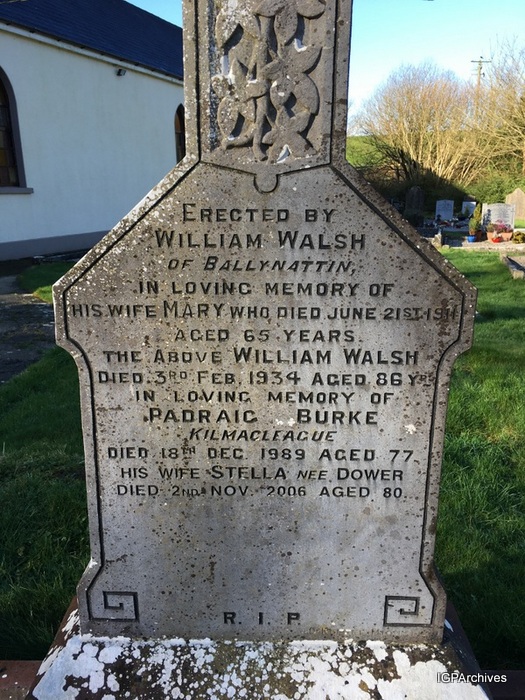 Erected by
William Walsh
of Ballynattin,
in loving memory of
his wife Mary who died June 21st 1911
aged 65 years.
The above William Walsh
Died 3rd Feb. 1934 aged 86 Yrs
in loving memory of
Padraig Burke
Kilmacleague
died 18th Dec 1989 aged 77
his wife Stella nee Dower
died 2nd Nov. 2006 aged 80
R.I.P
IGPArchives